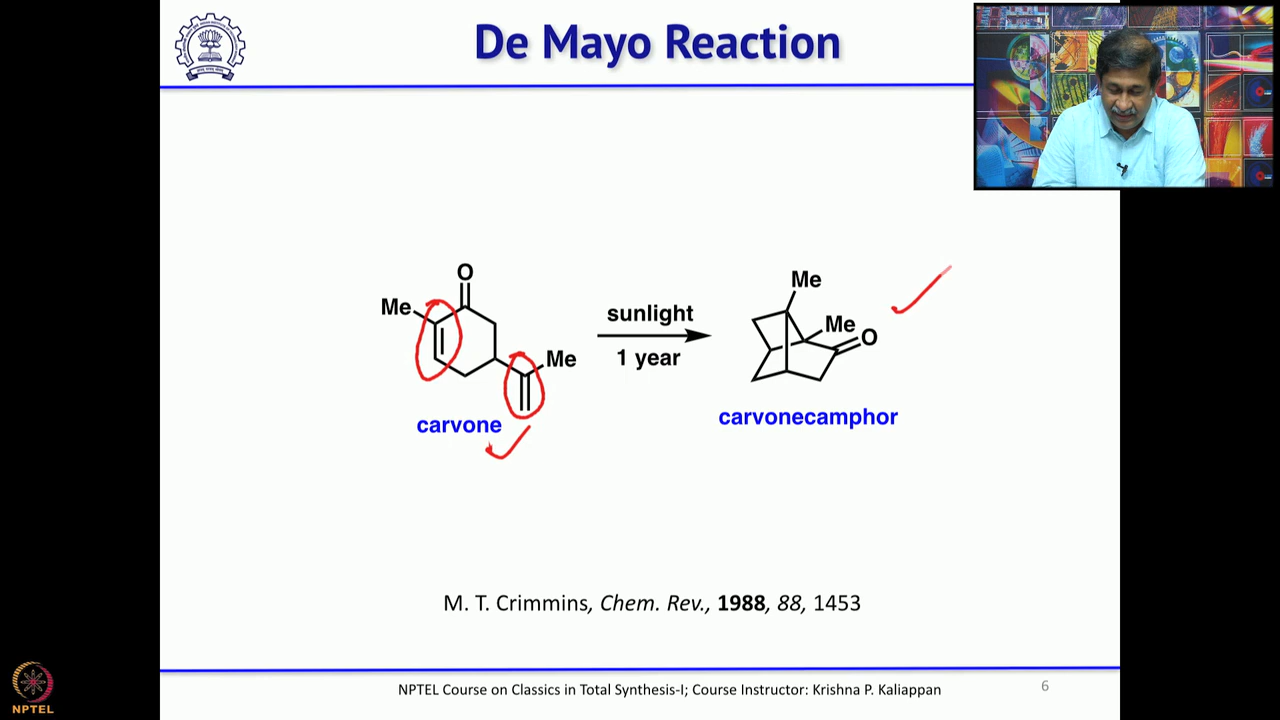 De Mayo Reaction
O
Me
Me
carvone
sunlight
1 year
Me
Me
O
carvonecamphor
M. T. Crimmins, Chem. Rev., 1988, 88, 1453
NPTEL Course on Classics in Total Synthesis-I; Course Instructor: Krishna P. Kaliappan
6
NPTEL